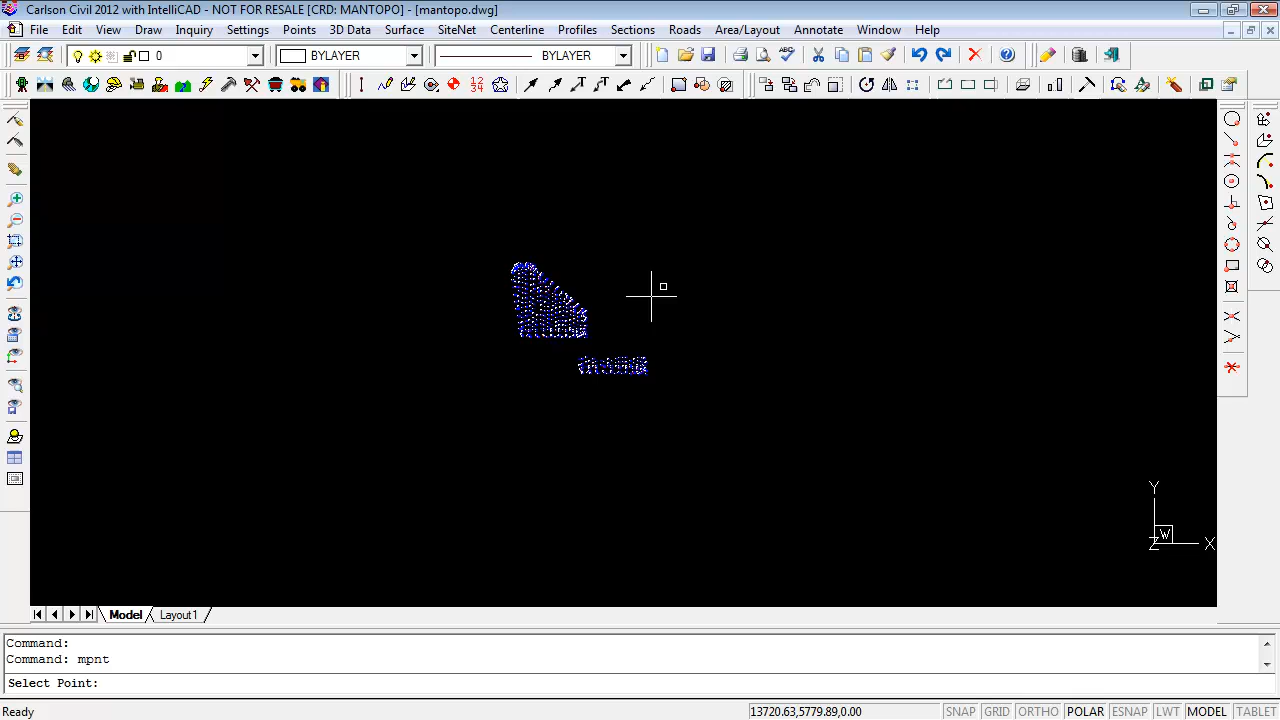 Carlson Civil 2012 with IntelliCAD - NOT FOR RESALE [CRD: MANTOPO] - [mantopo.dwg]
File Edit View Draw Inquiry Settings Points 3D Data Surface SiteNet Centerline Profiles Sections Roads Area/Layout Annotate Window Help
0 BYLAYER BYLAYER
34
Y
W
Z X
Model Layout1
Command:
Command: mpnt
Select Point:
Ready 13720.63,5779.89,0.00 SNAP GRID ORTHO POLAR ESNAP LWT MODEL TABLET